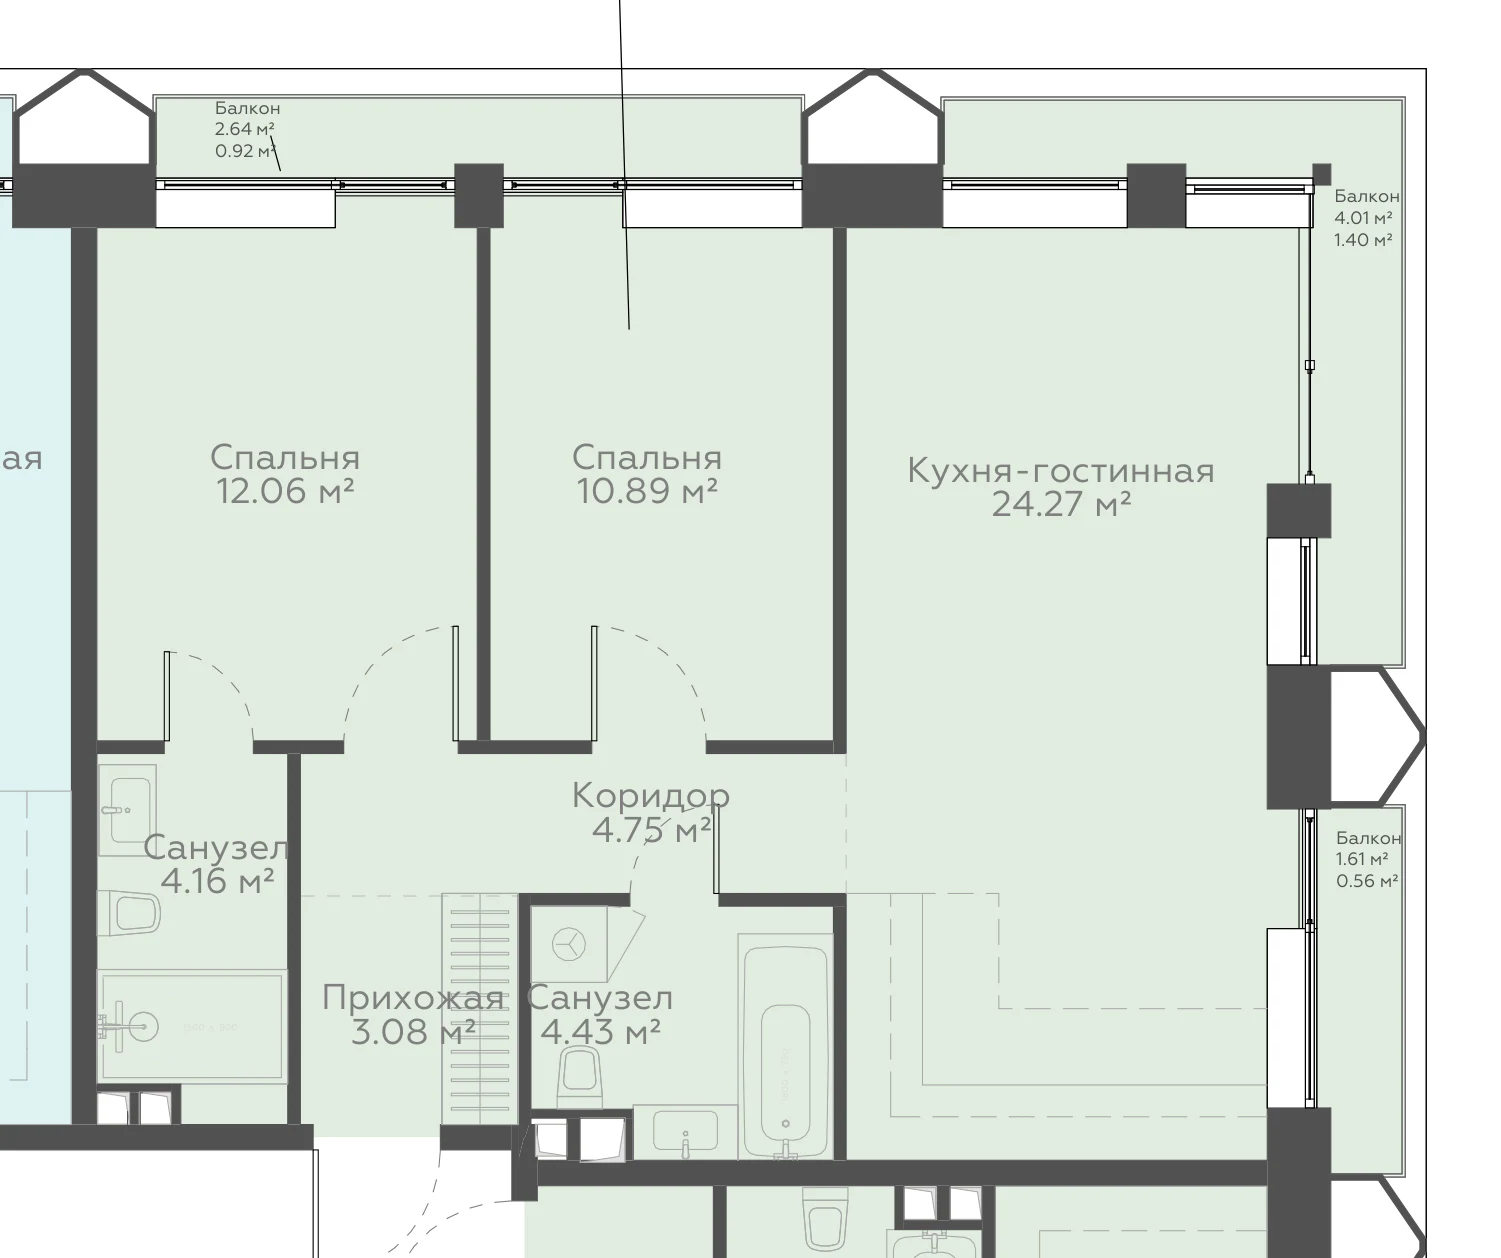 Балкон
2.64 м²
0.92 м²
Балкон
4.01 м²
1.40 м²
ая
Спальня
12.06 м²
Спальня
10.89 м²
Кухня-гостинная
24.27 м²
Коридор
4.75 м²
Санузел
4.16 м²
Балкон
1.61 м²
0.56 м²
Прихожая
3.08 м²
Санузел
4.43 м²